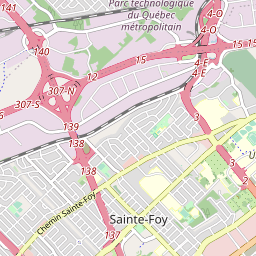 141
Parc technologique
du Québec
métropolitain
4-O
4-O
140
15
15
15
12
307-N
4-E
4-E
307-S
139
138
138
3
3
2
Chemin Sainte-Foy
Sainte-Foy
137